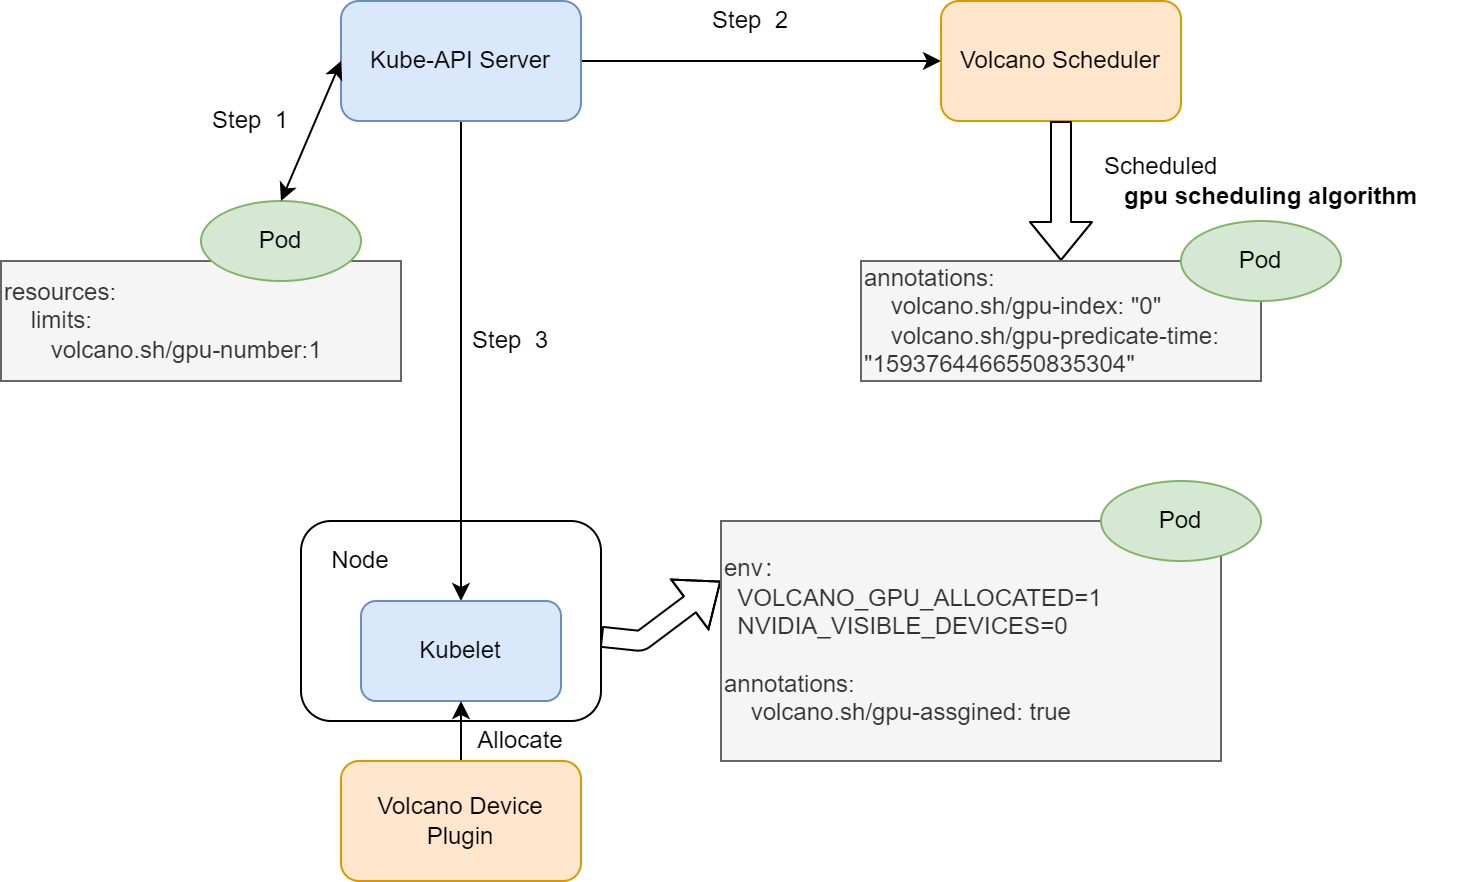 Step 2
Kube-API Server
Volcano Scheduler
Step 1
Scheduled
gpu scheduling algorithm
Pod
resources:
limits:
volcano.sh/gpu-number:1
Pod
annotations:
volcano.sh/gpu-index: "0"
volcano.sh/gpu-predicate-time:
"1593764466550835304"
Step 3
Node
Kubelet
Pod
env:
VOLCANO_GPU_ALLOCATED=1
NVIDIA_VISIBLE_DEVICES=0
annotations:
volcano.sh/gpu-assgined: true
Allocate
Volcano Device
Plugin